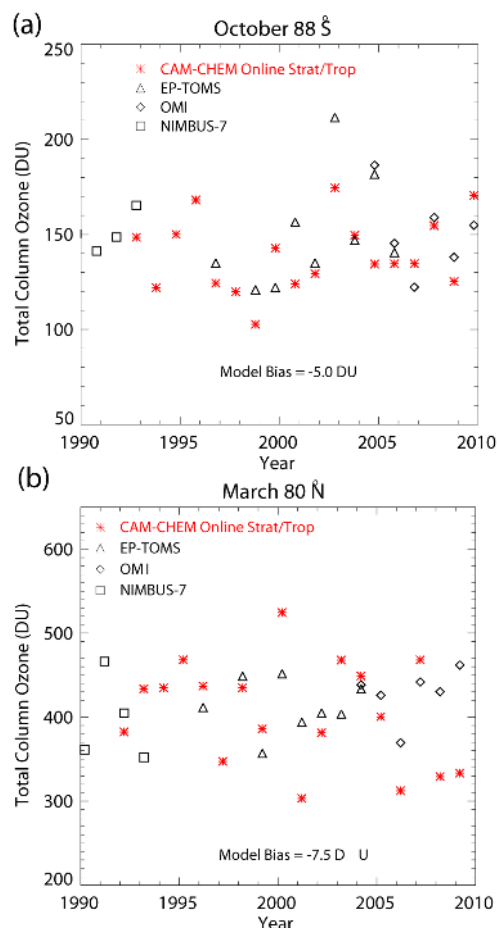 (a)
October 88 S
Total Column Ozone (DU)
250
200
150
100
50
CAM-CHEM Online Strat/Trop
EP-TOMS
OMI
NIMBUS-7
Model Bias = -5.0 DU
1990 1995 2000 2005 2010
Year
(b)
March 80 N
Total Column Ozone (DU)
600
500
400
300
200
CAM-CHEM Online Strat/Trop
EP-TOMS
OMI
NIMBUS-7
Model Bias = -7.5 D U
1990 1995 2000 2005 2010
Year